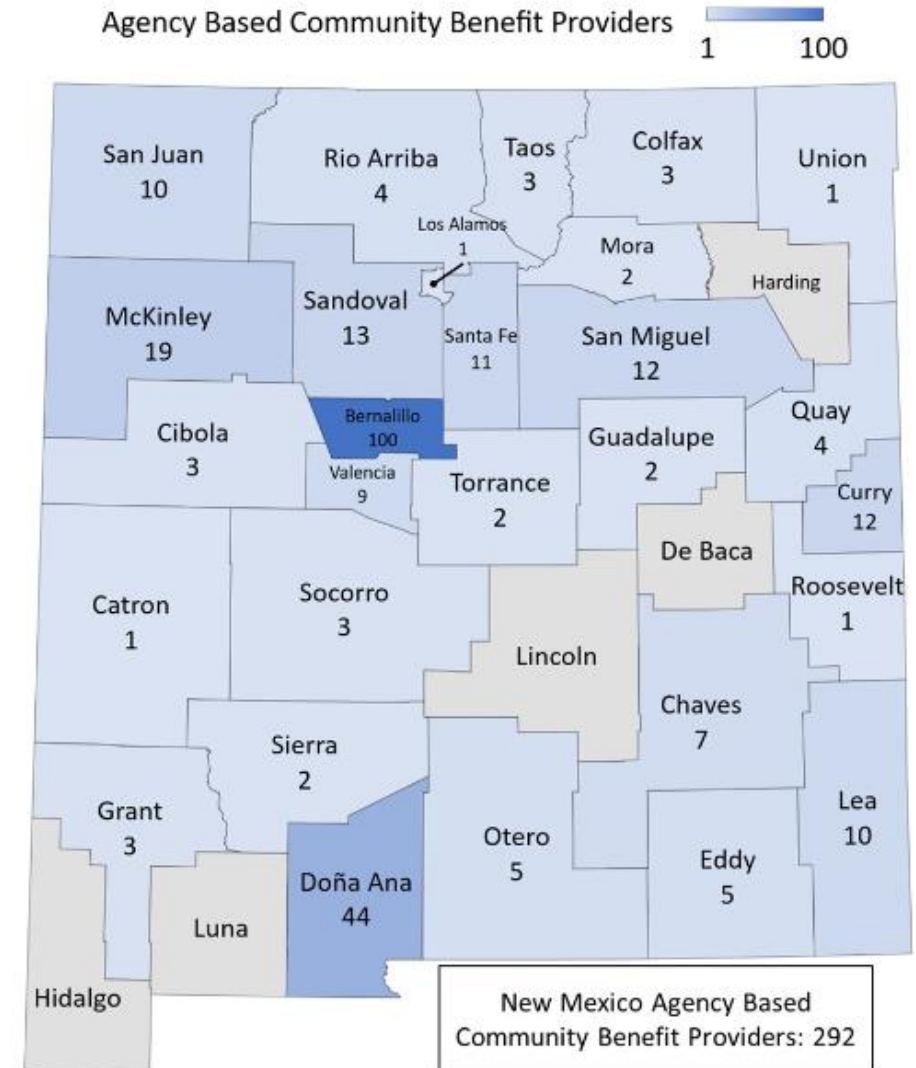 Agency Based Community Benefit Providers
1 100
San Juan
10
Rio Arriba
4
Taos
3
Colfax
3
Union
1
Los Alamos
1
Mora
2
Harding
McKinley
19
Sandoval
13
Santa Fe
11
San Miguel
12
Bernalillo
100
Cibola
3
Valencia
9
Torrance
2
Guadalupe
2
Quay
4
Curry
12
De Baca
Roosevelt
1
Catron
1
Socorro
3
Lincoln
Chaves
7
Sierra
2
Grant
3
Doña Ana
44
Otero
5
Eddy
5
Lea
10
Luna
Hidalgo
New Mexico Agency Based
Community Benefit Providers: 292